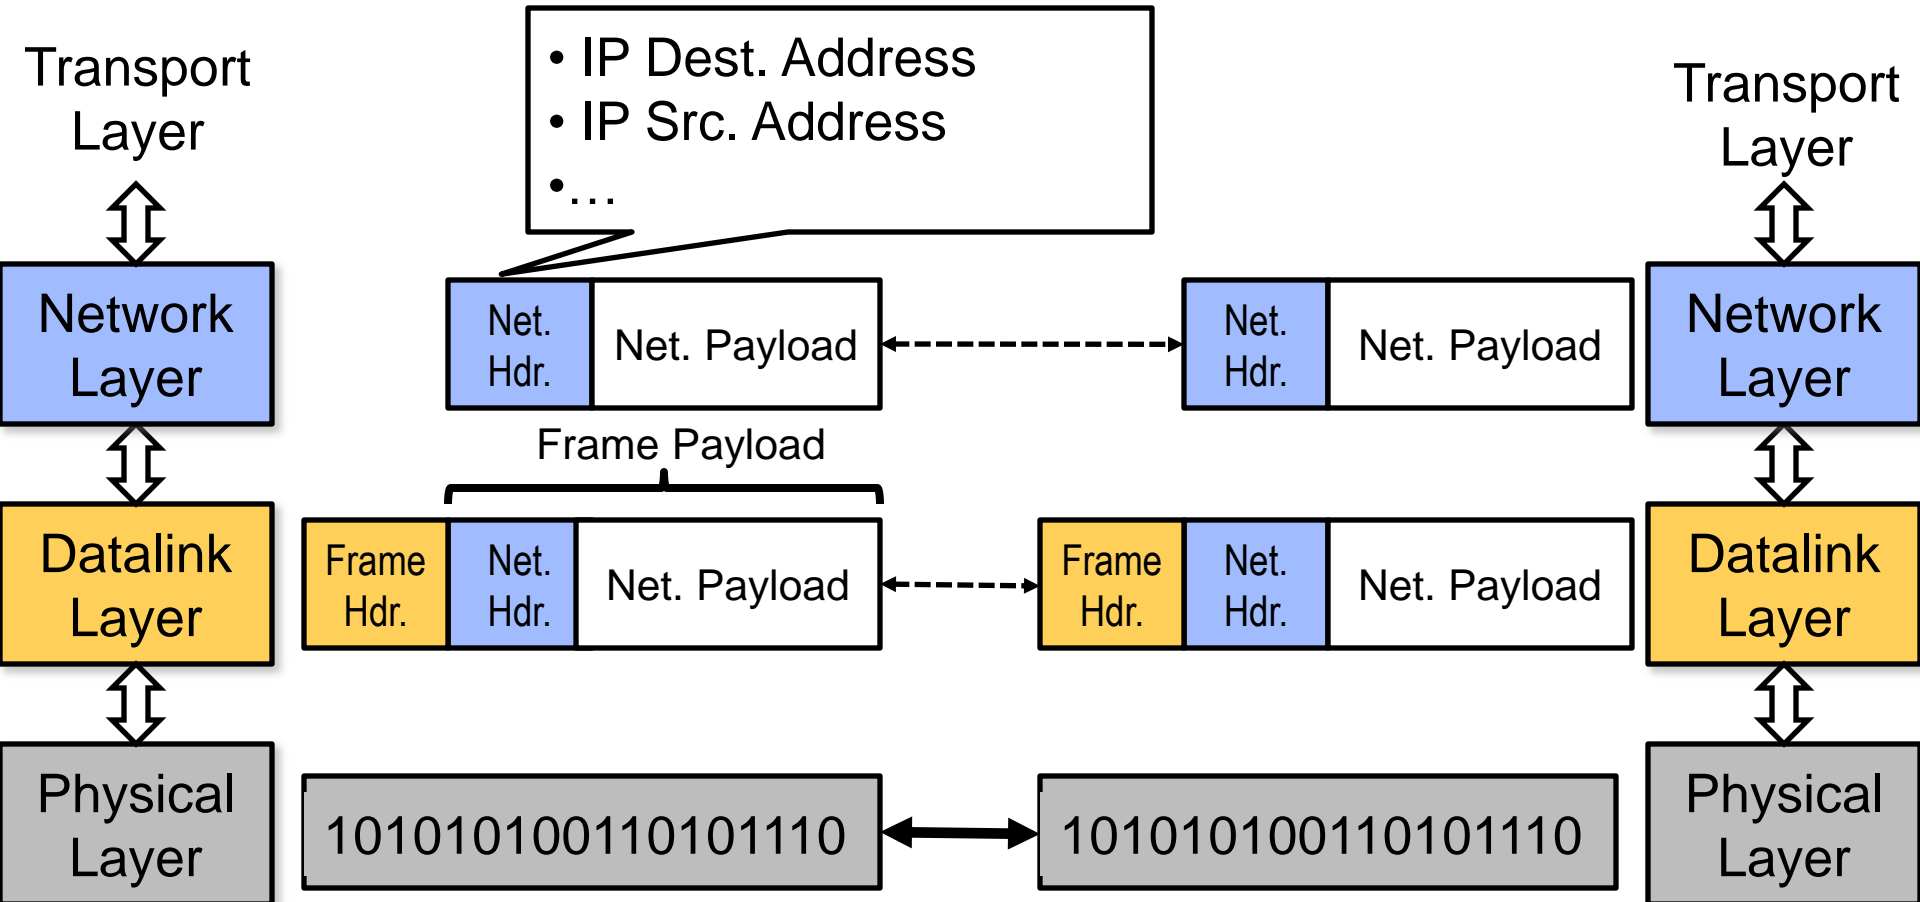 Transport
Layer
• IP Dest. Address
• IP Src. Address
•…
Transport
Layer
Network
Layer
Net.
Hdr.
Net. Payload
Net.
Hdr.
Net. Payload
Network
Layer
Frame Payload
Datalink
Layer
Frame
Hdr.
Net.
Hdr.
Net. Payload
Frame
Hdr.
Net.
Hdr.
Net. Payload
Datalink
Layer
Physical
Layer
101010100110101110
101010100110101110
Physical
Layer